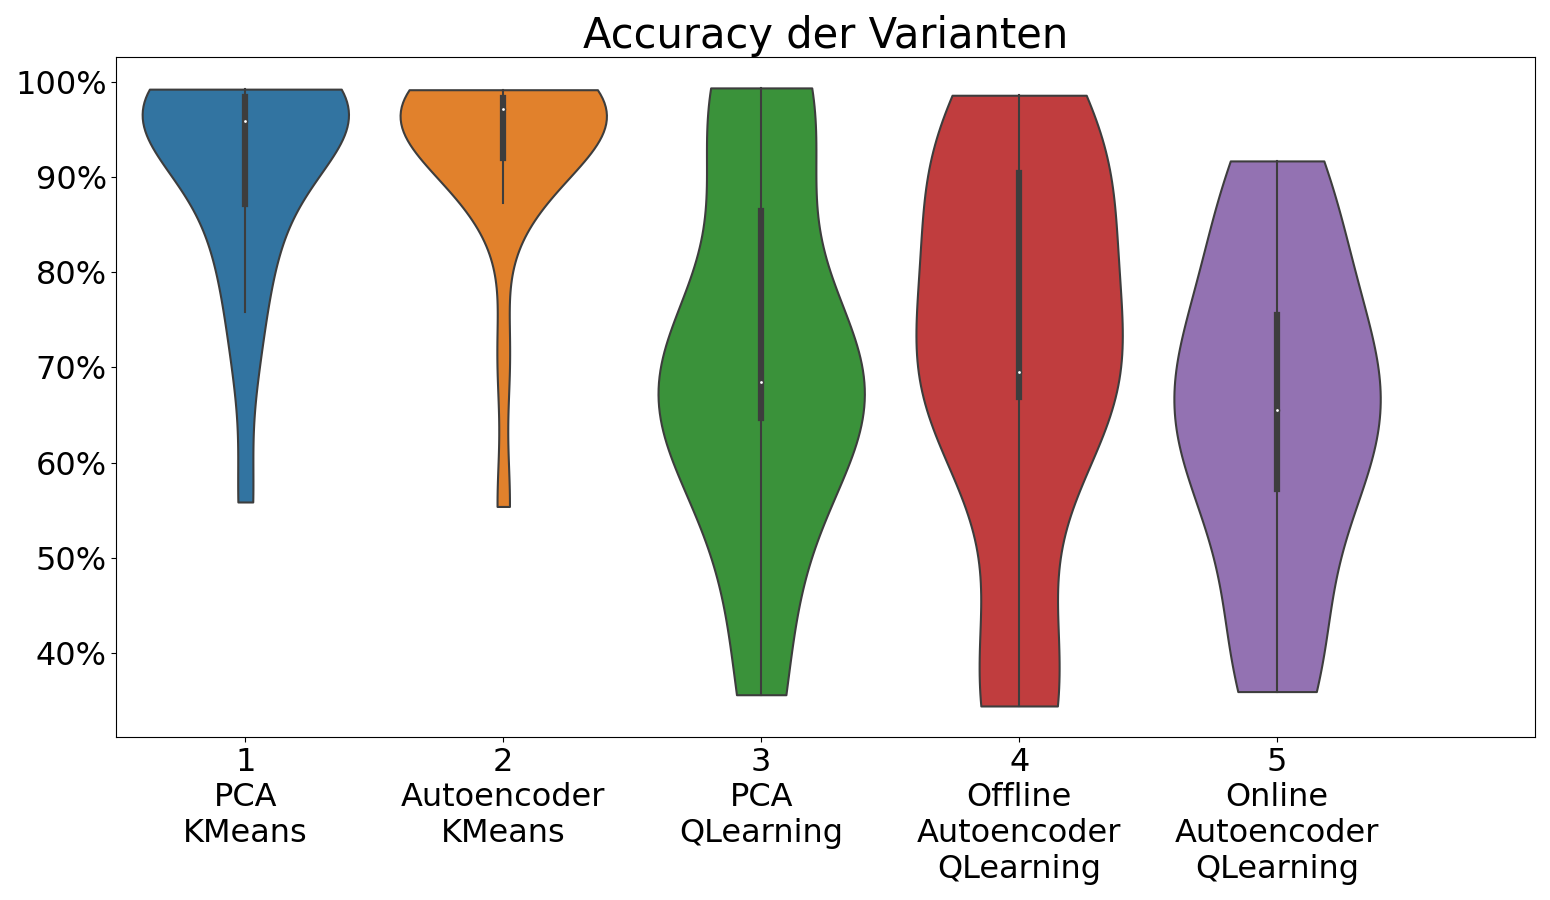 Accuracy der Varianten
100%
90%
80%
70%
60%
50%
40%
1
PCA
KMeans
2
Autoencoder
KMeans
3
PCA
QLearning
4
Offline
Autoencoder
QLearning
5
Online
Autoencoder
QLearning